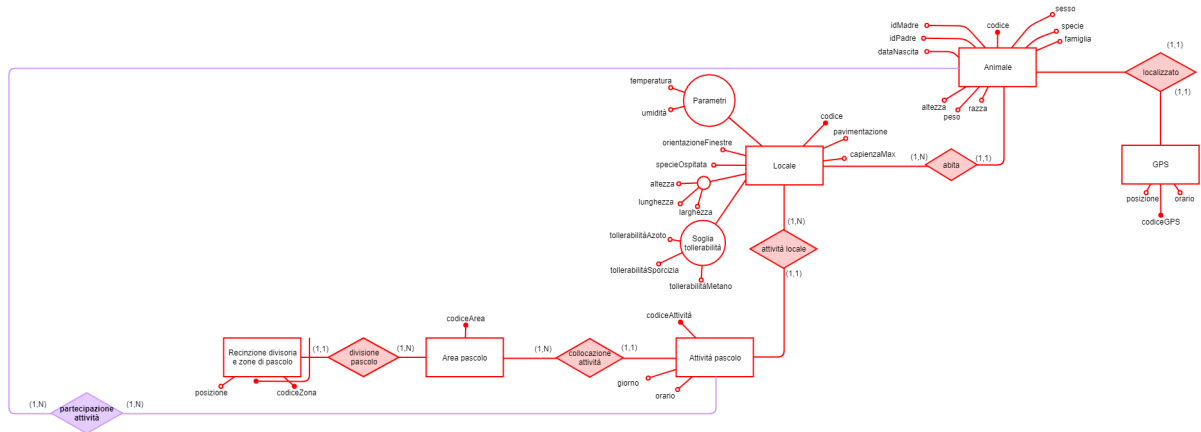 sesso
idMadre
codice
specie
idPadre
famiglia
dataNascita
(1,1)
Animale
localizzato
temperatura
(1,1)
Parametri
altezza
razza
peso
umidità
codice
pavimentazione
orientazioneFinestre
GPS
Locale
capienzaMax
specieOspitata
(1,N)
abita
(1,1)
altezza
posizione
orario
lunghezza
larghezza
codiceGPS
(1,N)
tollerabilitàAzoto
Soglia
tollerabilità
attività locale
tollerabilitàSporcizia
(1,1)
tollerabilitàMetano
codiceArea
codiceAttività
Recinzione divisoria
e zone di pascolo
(1,1)
divisione
pascolo
(1,N)
Area pascolo
(1,N)
collocazione
attività
(1,1)
Attività pascolo
giorno
posizione
codiceZona
orario
(1,N)
partecipazione
attività
(1,N)